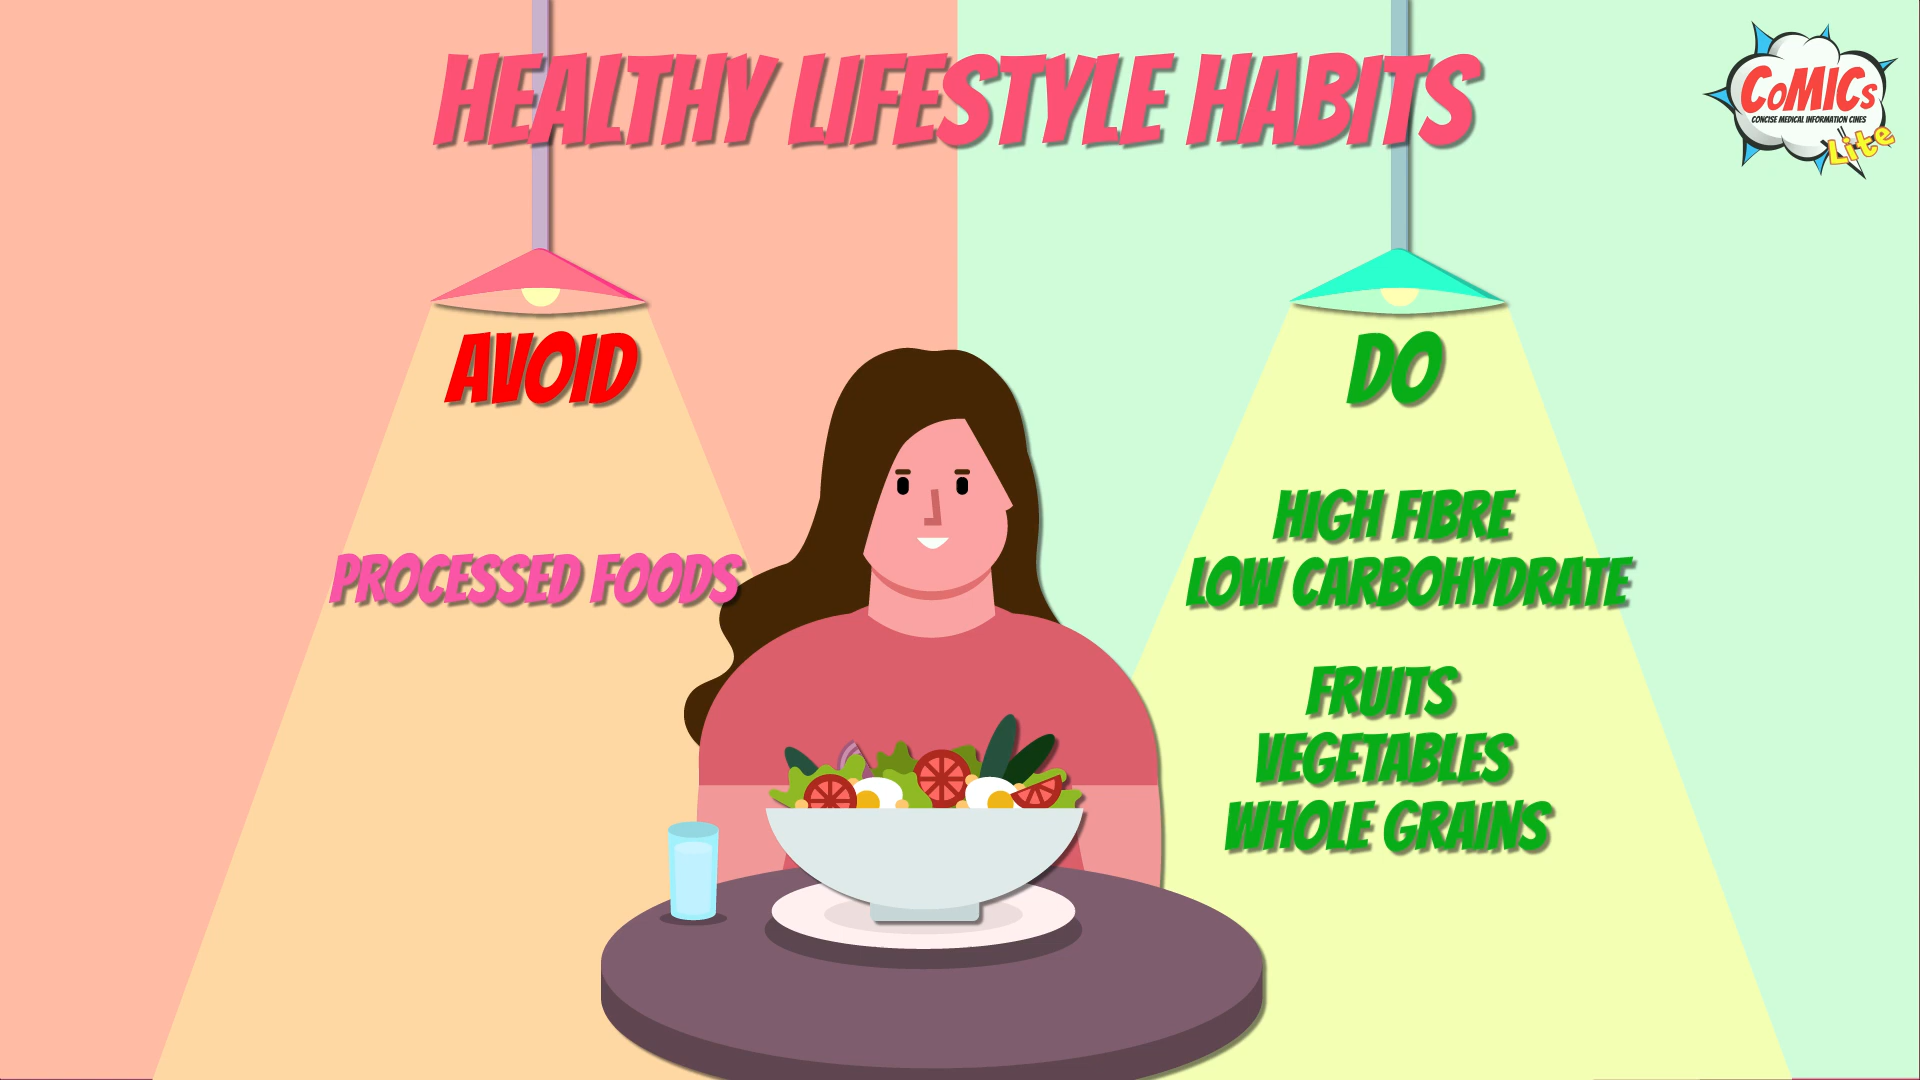 HEALTHY LIFESTYLE HABITS
CoMICs
CONCISE MEDICAL INFORMATION CINES
Lite
AVOID
PROCESSED FOODS
DO
HIGH FIBRE
LOW CARBOHYDRATE
FRUITS
VEGETABLES
WHOLE GRAINS